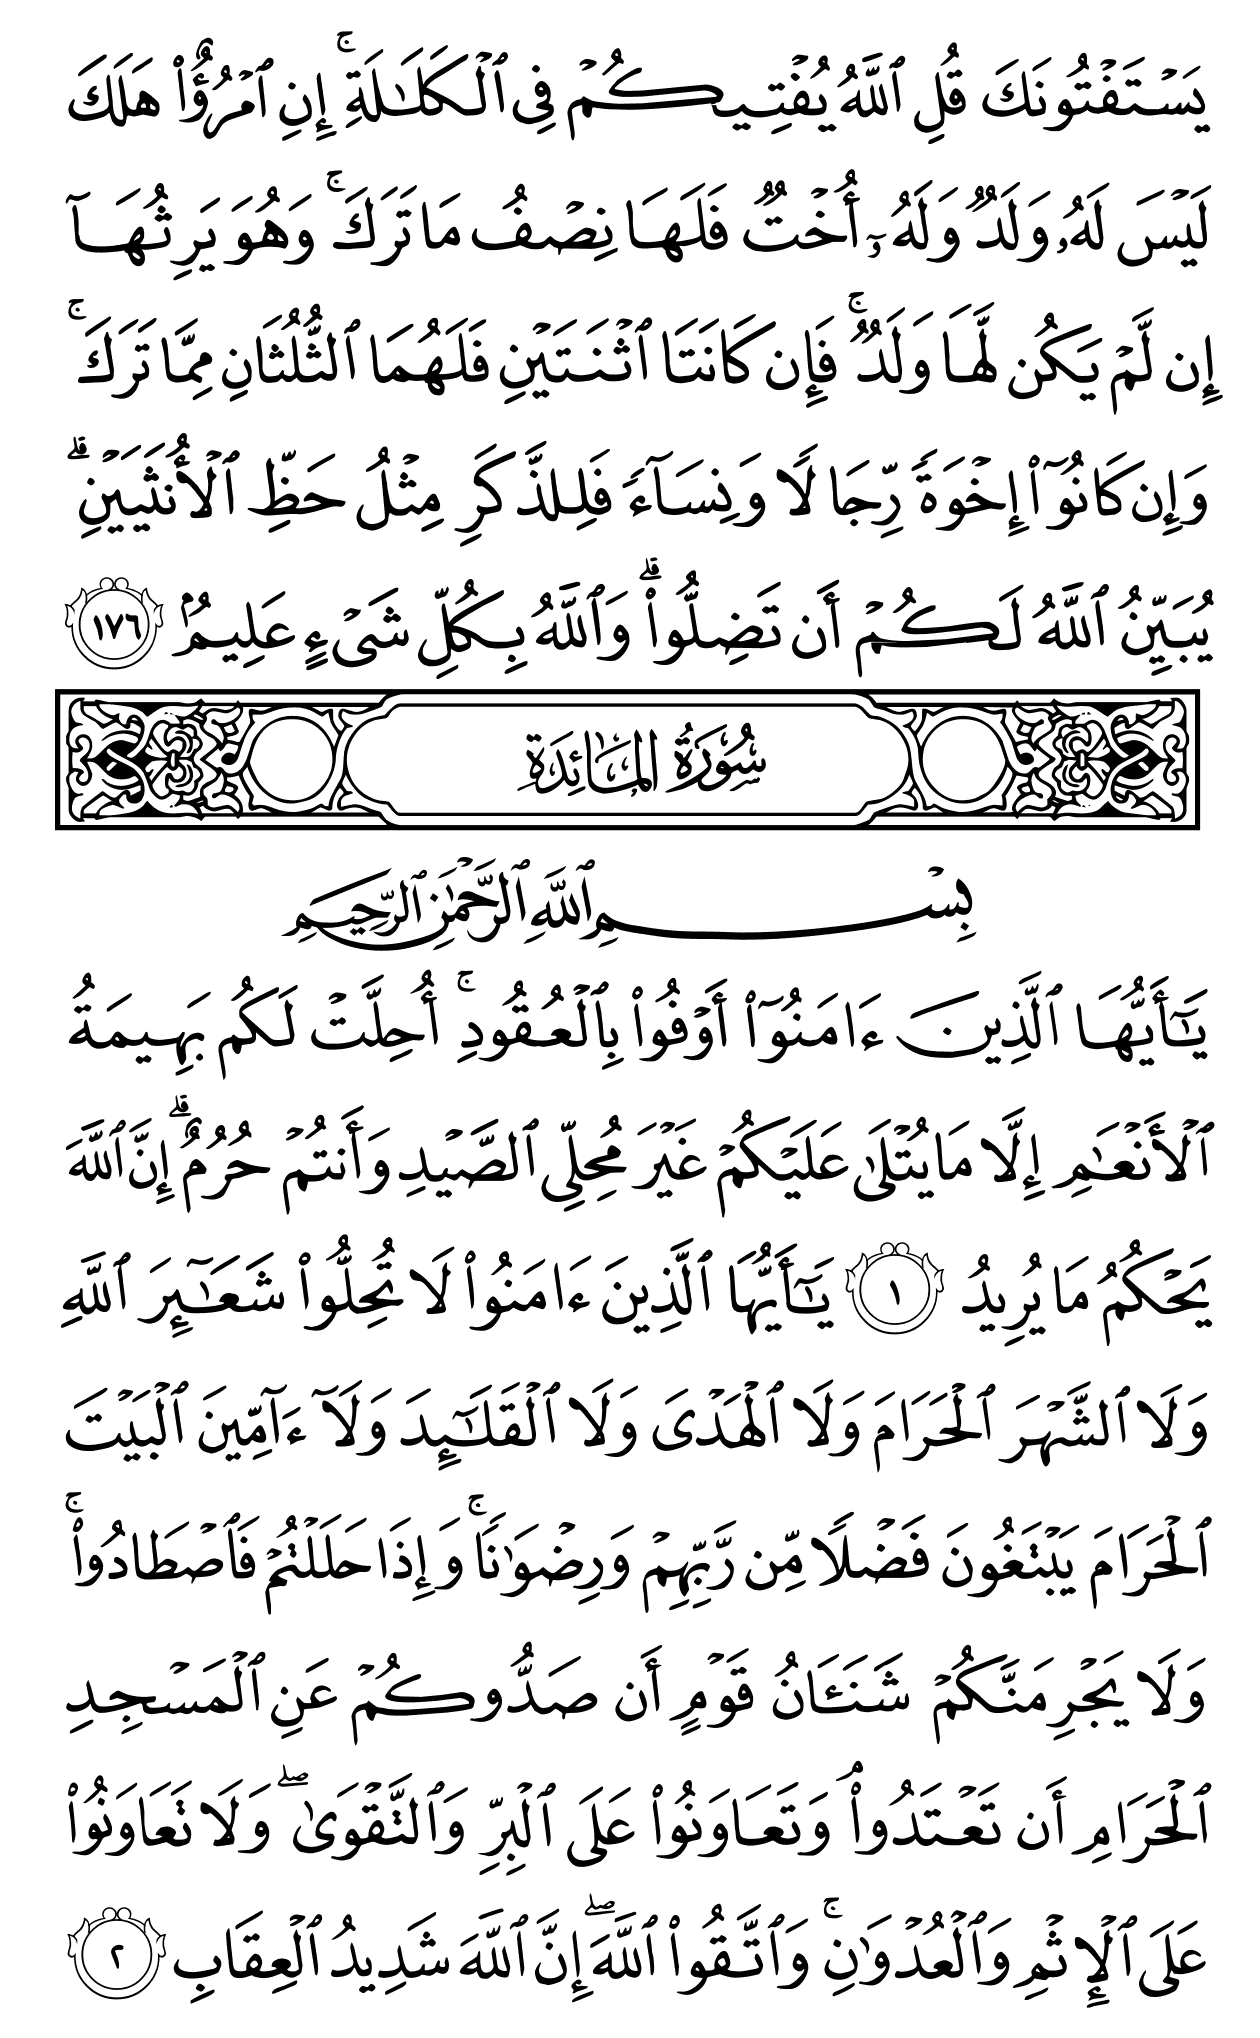 يَسْتَفْتُونَكَ قُلِ ٱللَّهُ يُفْتِيكُمْ فِى ٱلْكَلَٰلَةِ ۚ إِنِ ٱمْرُؤٌا۟ هَلَكَ
لَيْسَ لَهُۥ وَلَدٌ وَلَهُۥٓ أُخْتٌ فَلَهَا نِصْفُ مَا تَرَكَ ۚ وَهُوَ يَرِثُهَآ
إِن لَّمْ يَكُن لَّهَا وَلَدٌ ۚ فَإِن كَانَتَا ٱثْنَتَيْنِ فَلَهُمَا ٱلثُّلُثَانِ مِمَّا تَرَكَ ۚ
وَإِن كَانُوٓا۟ إِخْوَةً رِّجَالًا وَنِسَآءً فَلِلذَّكَرِ مِثْلُ حَظِّ ٱلْأُنثَيَيْنِ ۗ
يُبَيِّنُ ٱللَّهُ لَكُمْ أَن تَضِلُّوا۟ ۗ وَٱللَّهُ بِكُلِّ شَىْءٍ عَلِيمٌۢ ١٧٦
سُورَةُ المَائِدَةِ
بِسْمِ ٱللَّهِ ٱلرَّحْمَٰنِ ٱلرَّحِيمِ
يَٰٓأَيُّهَا ٱلَّذِينَ ءَامَنُوٓا۟ أَوْفُوا۟ بِٱلْعُقُودِ ۚ أُحِلَّتْ لَكُم بَهِيمَةُ
ٱلْأَنْعَٰمِ إِلَّا مَا يُتْلَىٰ عَلَيْكُمْ غَيْرَ مُحِلِّى ٱلصَّيْدِ وَأَنتُمْ حُرُمٌ ۗ إِنَّ ٱللَّهَ
يَحْكُمُ مَا يُرِيدُ ١ يَٰٓأَيُّهَا ٱلَّذِينَ ءَامَنُوا۟ لَا تُحِلُّوا۟ شَعَٰٓئِرَ ٱللَّهِ
وَلَا ٱلشَّهْرَ ٱلْحَرَامَ وَلَا ٱلْهَدْىَ وَلَا ٱلْقَلَٰٓئِدَ وَلَآ ءَآمِّينَ ٱلْبَيْتَ
ٱلْحَرَامَ يَبْتَغُونَ فَضْلًا مِّن رَّبِّهِمْ وَرِضْوَٰنًا ۚ وَإِذَا حَلَلْتُمْ فَٱصْطَادُوا۟ ۚ
وَلَا يَجْرِمَنَّكُمْ شَنَـَٔانُ قَوْمٍ أَن صَدُّوكُمْ عَنِ ٱلْمَسْجِدِ
ٱلْحَرَامِ أَن تَعْتَدُوا۟ ۘ وَتَعَاوَنُوا۟ عَلَى ٱلْبِرِّ وَٱلتَّقْوَىٰ ۖ وَلَا تَعَاوَنُوا۟
عَلَى ٱلْإِثْمِ وَٱلْعُدْوَٰنِ ۚ وَٱتَّقُوا۟ ٱللَّهَ ۖ إِنَّ ٱللَّهَ شَدِيدُ ٱلْعِقَابِ ٢